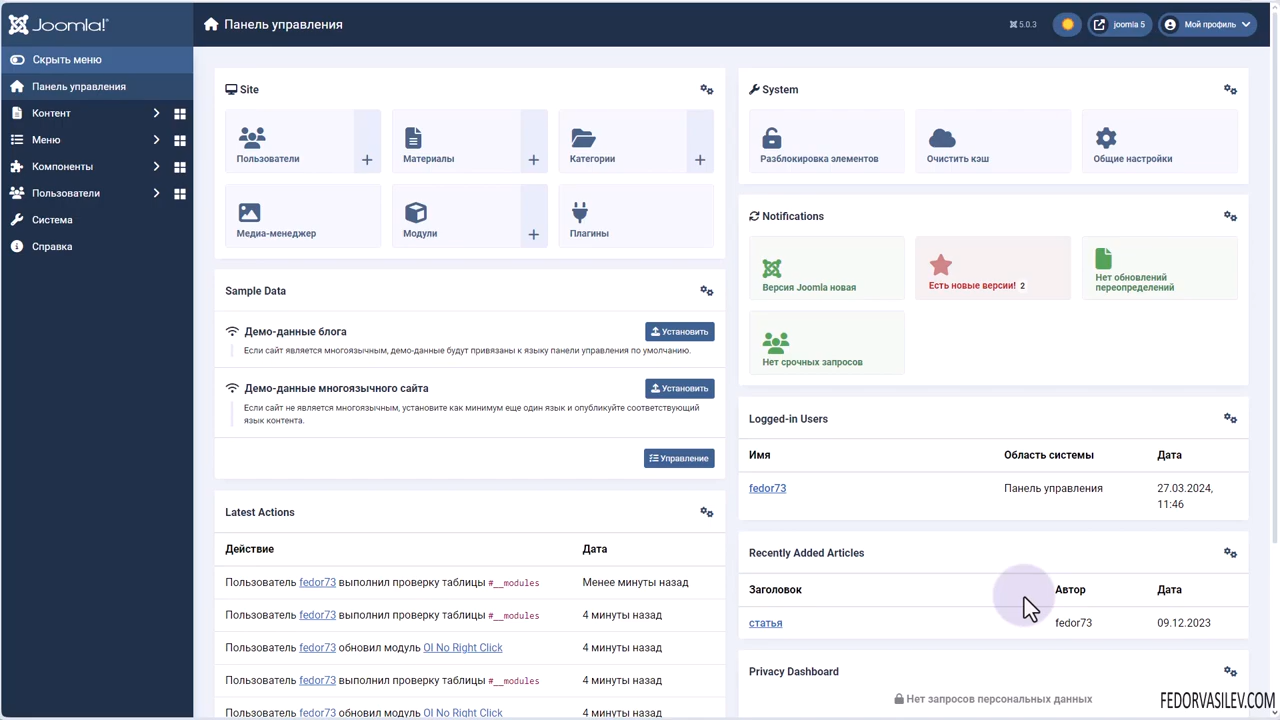 Joomla!
Панель управления
5.0.3
joomla 5
Мой профиль
Скрыть меню
Панель управления
Контент
Меню
Компоненты
Пользователи
Система
Справка
Site
Пользователи
Материалы
Категории
Медиа-менеджер
Модули
Плагины
Sample Data
Демо-данные блога
Установить
Если сайт является многоязычным, демо-данные будут привязаны к языку панели управления по умолчанию.
Демо-данные многоязычного сайта
Установить
Если сайт не является многоязычным, установите как минимум еще один язык и опубликуйте соответствующий
язык контента.
Управление
Latest Actions
Действие Дата
Пользователь fedor73 выполнил проверку таблицы #__modules Менее минуты назад
Пользователь fedor73 выполнил проверку таблицы #__modules 4 минуты назад
Пользователь fedor73 обновил модуль OI No Right Click 4 минуты назад
Пользователь fedor73 выполнил проверку таблицы #__modules 4 минуты назад
Пользователь fedor73 обновил модуль OI No Right Click 4 минуты назад
System
Разблокировка элементов
Очистить кэш
Общие настройки
Notifications
Версия Joomla новая
Есть новые версии! 2
Нет обновлений
переопределений
Нет срочных запросов
Logged-in Users
Имя Область системы Дата
fedor73 Панель управления 27.03.2024,
11:46
Recently Added Articles
Заголовок Автор Дата
статья fedor73 09.12.2023
Privacy Dashboard
Нет запросов персональных данных
FEDORVASILEV.COM